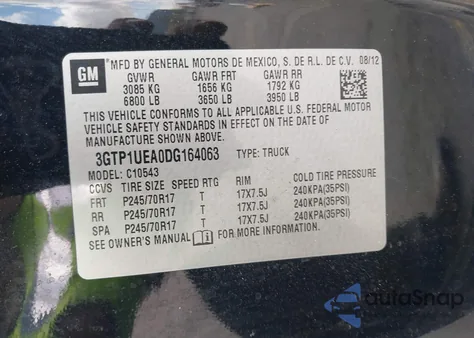 GM
MFD BY GENERAL MOTORS DE MEXICO, S. DE R.L. DE C.V. 08/12
GVWR GAWR FRT GAWR RR
3085 KG 1656 KG 1792 KG
6800 LB 3650 LB 3950 LB
THIS VEHICLE CONFORMS TO ALL APPLICABLE U.S. FEDERAL MOTOR
VEHICLE SAFETY STANDARDS IN EFFECT ON THE DATE OF
MANUFACTURE SHOWN ABOVE.
3GTP1UEA0DG164063 TYPE: TRUCK
MODEL: C10543
CCVS TIRE SIZE SPEED RTG RIM COLD TIRE PRESSURE
FRT P245/70R17 T 17X7.5J 240KPA(35PSI)
RR P245/70R17 T 17X7.5J 240KPA(35PSI)
SPA P245/70R17 T 17X7.5J 240KPA(35PSI)
SEE OWNER'S MANUAL FOR MORE INFORMATION.
autoSnap